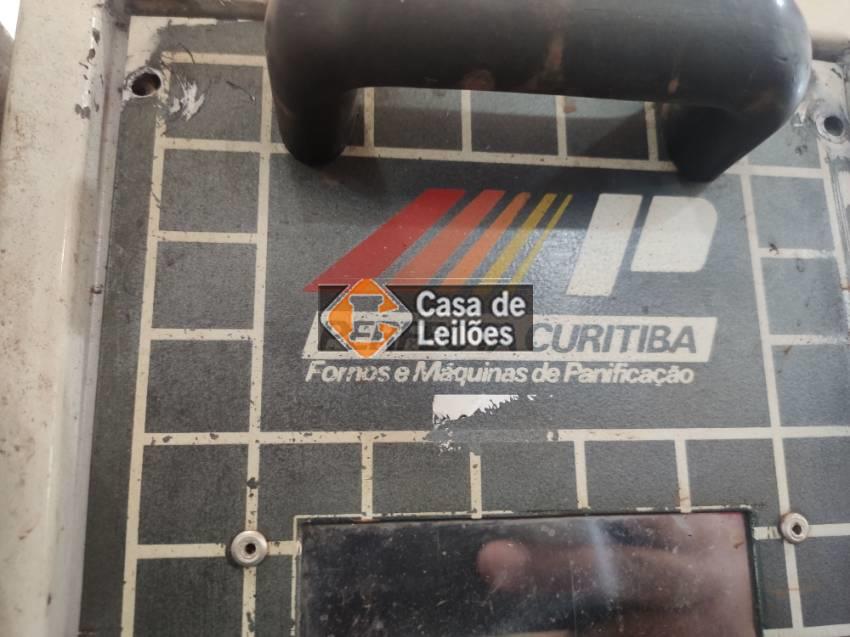 P
Casa de
Leilões
CURITIBA
Fornos e Máquinas de Panificação